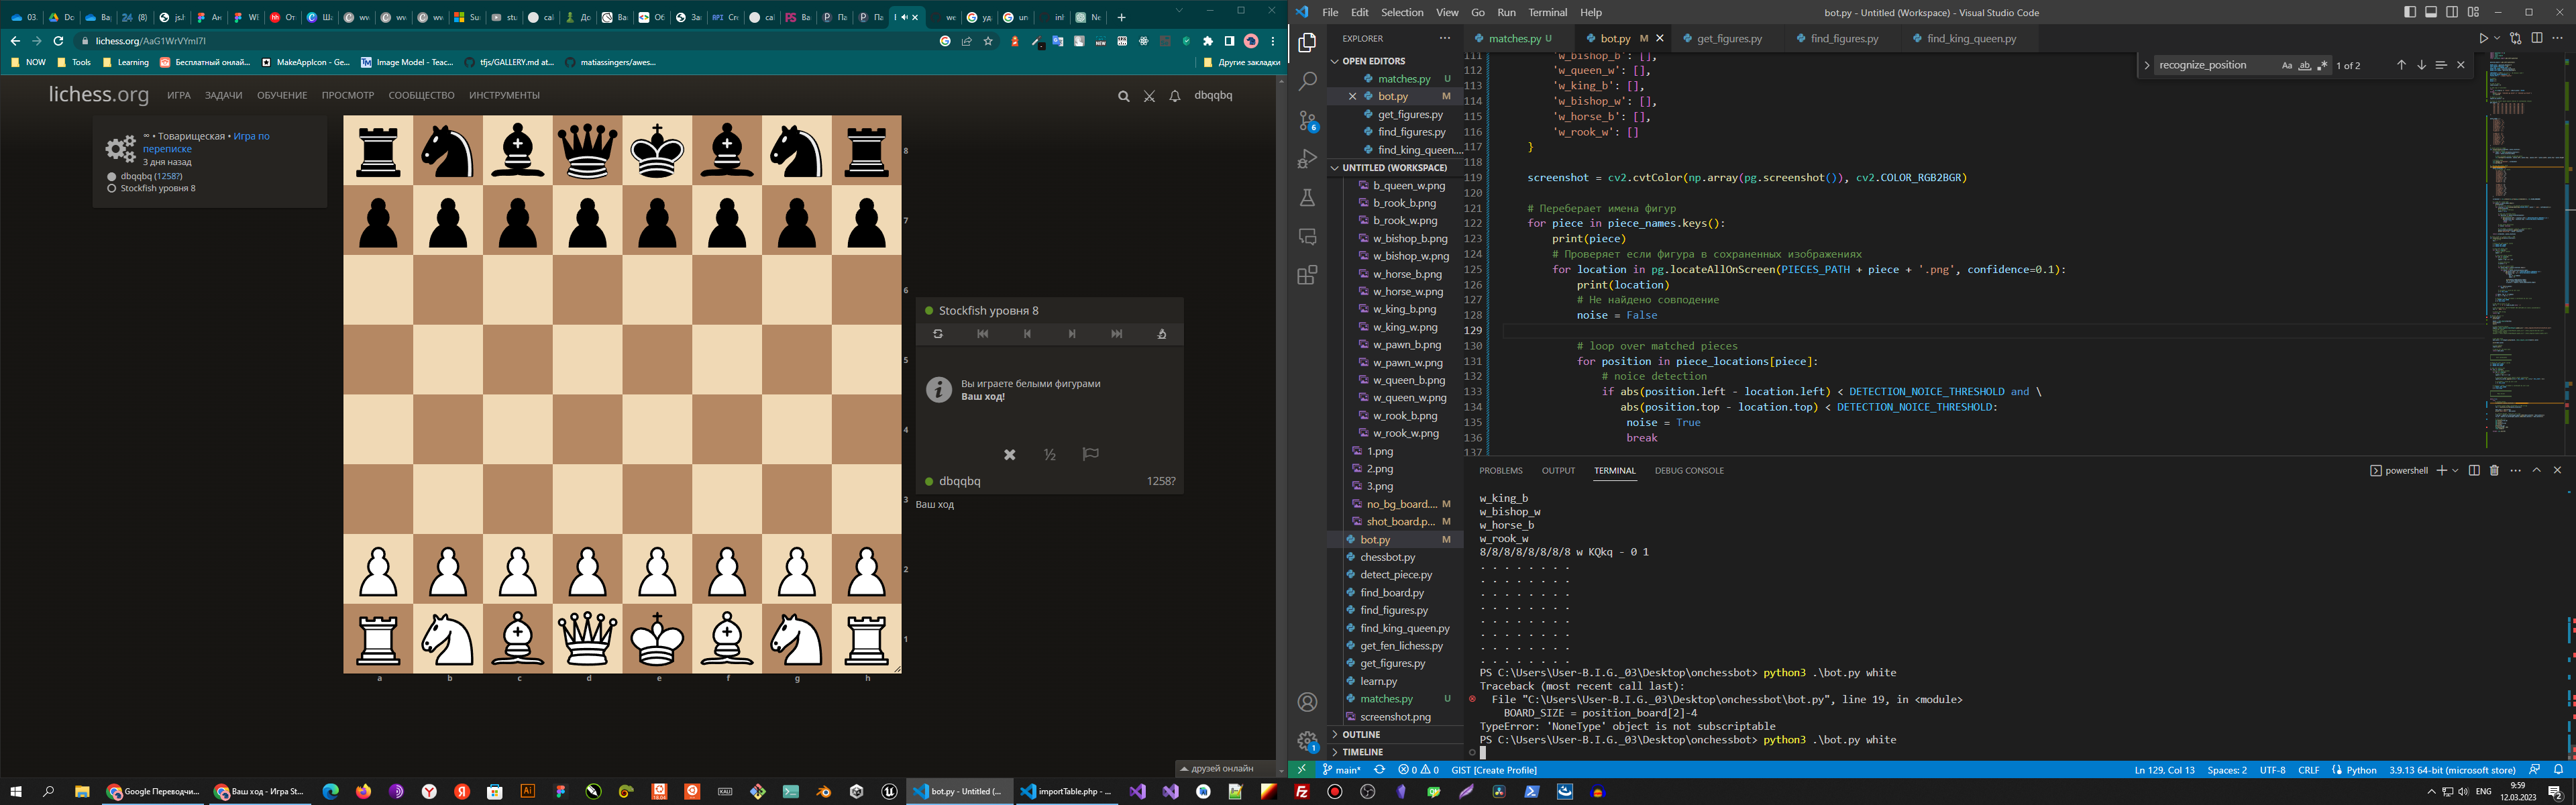 03.
24
(8)
js.l
lichess.org/AaG1WrVYml7I
NOW
Tools
Learning
Бесплатный онлай...
MakeAppIcon - Ge...
Image Model - Teac...
tfjs/GALLERY.md at...
matiassingers/awes...
Другие закладки
lichess.org
ИГРА
ЗАДАЧИ
ОБУЧЕНИЕ
ПРОСМОТР
СООБЩЕСТВО
ИНСТРУМЕНТЫ
dbqqbq
∞ • Товарищеская • Игра по
переписке
3 дня назад
dbqqbq (1258?)
Stockfish уровня 8
8
7
6
5
4
3
2
1
a b c d e f g h
Stockfish уровня 8
Вы играете белыми фигурами
Ваш ход!
½
dbqqbq 1258?
Ваш ход
друзей онлайн
File Edit Selection View Go Run Terminal Help
bot.py - Untitled (Workspace) - Visual Studio Code
EXPLORER
OPEN EDITORS
matches.py U
bot.py M
get_figures.py
find_figures.py
find_king_queen....
UNTITLED (WORKSPACE)
b_queen_w.png
b_rook_b.png
b_rook_w.png
w_bishop_b.png
w_bishop_w.png
w_horse_b.png
w_horse_w.png
w_king_b.png
w_king_w.png
w_pawn_b.png
w_pawn_w.png
w_queen_b.png
w_queen_w.png
w_rook_b.png
w_rook_w.png
1.png
2.png
3.png
no_bg_board.... M
shot_board.p... M
bot.py M
chessbot.py
detect_piece.py
find_board.py
find_figures.py
find_king_queen.py
get_fen_lichess.py
get_figures.py
learn.py
matches.py U
screenshot.png
OUTLINE
TIMELINE
matches.py U
bot.py M
get_figures.py
find_figures.py
find_king_queen.py
recognize_position Aa ab 1 of 2
111 'w_bishop_b': [],
112 'w_queen_w': [],
113 'w_king_b': [],
114 'w_bishop_w': [],
115 'w_horse_b': [],
116 'w_rook_w': []
117 }
118
119 screenshot = cv2.cvtColor(np.array(pg.screenshot()), cv2.COLOR_RGB2BGR)
120
121 # Переберает имена фигур
122 for piece in piece_names.keys():
123 print(piece)
124 # Проверяет если фигура в сохраненных изображениях
125 for location in pg.locateAllOnScreen(PIECES_PATH + piece + '.png', confidence=0.1):
126 print(location)
127 # Не найдено совподение
128 noise = False
129
130 # loop over matched pieces
131 for position in piece_locations[piece]:
132 # noice detection
133 if abs(position.left - location.left) < DETECTION_NOICE_THRESHOLD and \
134 abs(position.top - location.top) < DETECTION_NOICE_THRESHOLD:
135 noise = True
136 break
137
PROBLEMS OUTPUT TERMINAL DEBUG CONSOLE
powershell
w_king_b
w_bishop_w
w_horse_b
w_rook_w
8/8/8/8/8/8/8/8 w KQkq - 0 1
. . . . . . . .
. . . . . . . .
. . . . . . . .
. . . . . . . .
. . . . . . . .
. . . . . . . .
. . . . . . . .
. . . . . . . .
PS C:\Users\User-B.I.G._03\Desktop\onchessbot> python3 .\bot.py white
Traceback (most recent call last):
File "C:\Users\User-B.I.G._03\Desktop\onchessbot\bot.py", line 19, in <module>
BOARD_SIZE = position_board[2]-4
TypeError: 'NoneType' object is not subscriptable
PS C:\Users\User-B.I.G._03\Desktop\onchessbot> python3 .\bot.py white
main*
0 0
GIST [Create Profile]
Ln 129, Col 13
Spaces: 2
UTF-8
CRLF
Python
3.9.13 64-bit (microsoft store)
Google Переводчи...
Ваш ход - Игра St...
bot.py - Untitled (...
importTable.php - ...
ENG
9:59
12.03.2023